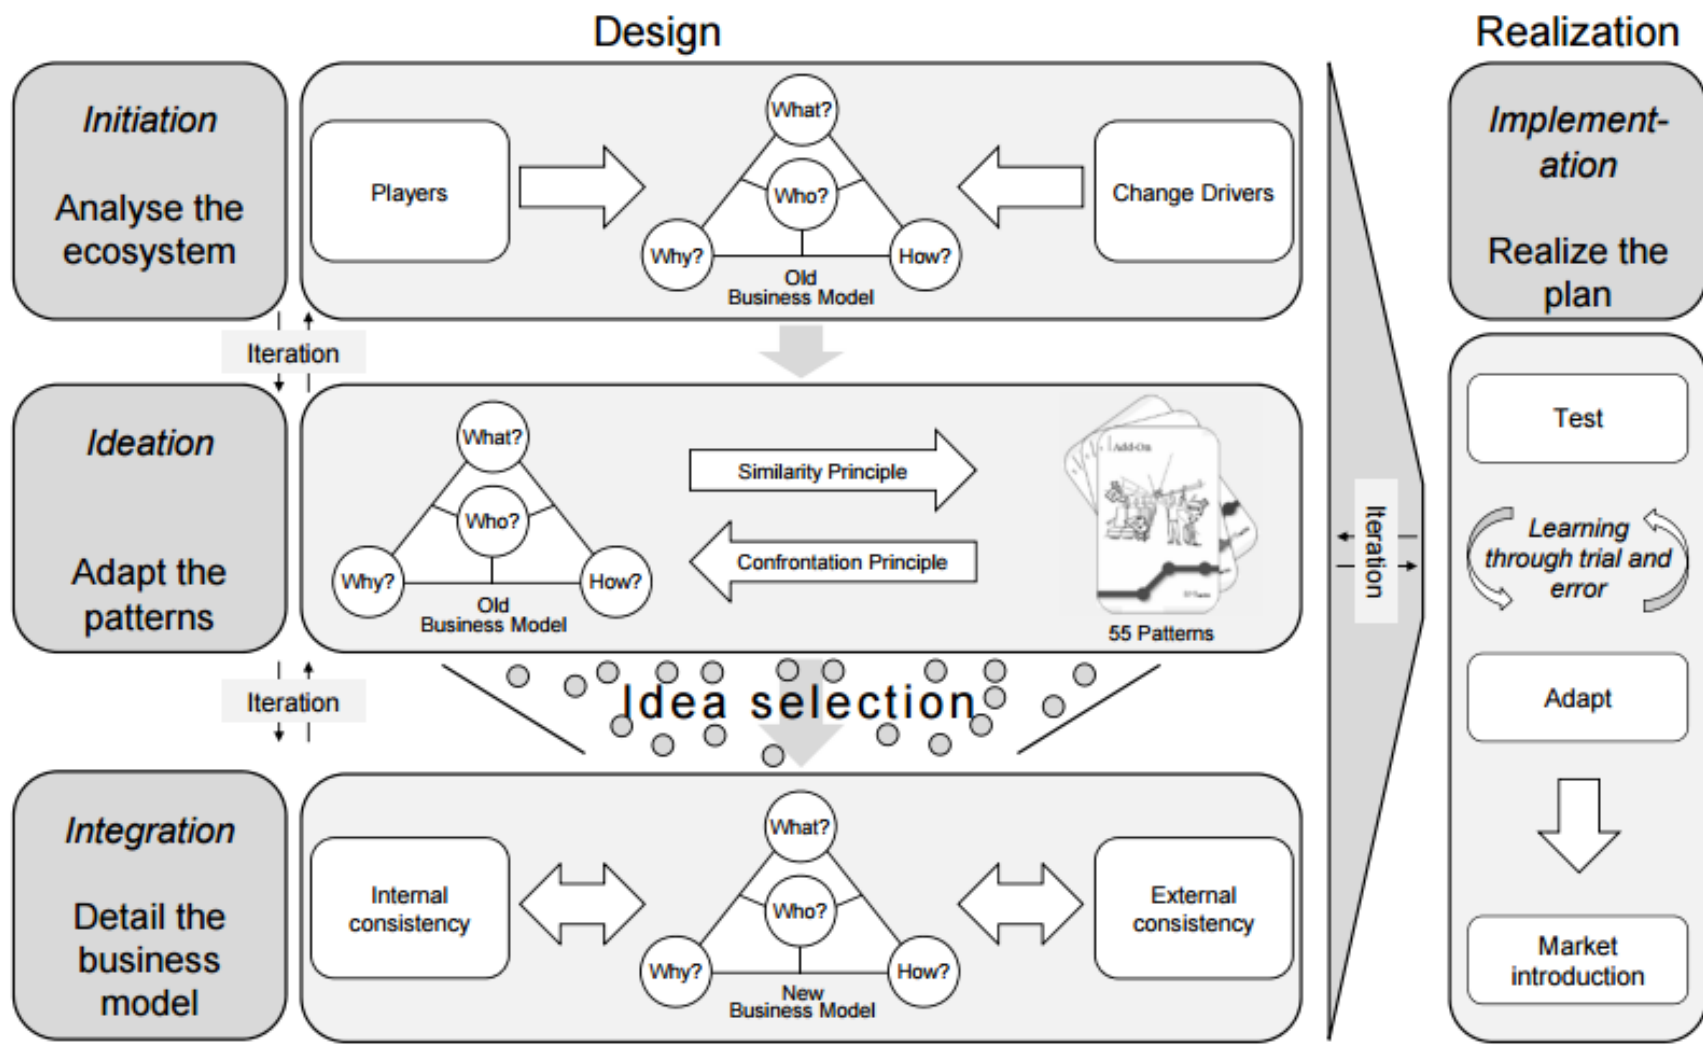 Design
Realization
Initiation
Analyse the
ecosystem
Players
What?
Who?
Why?
How?
Old
Business Model
Change Drivers
Implement-
ation
Realize the
plan
Iteration
Ideation
Adapt the
patterns
What?
Who?
Why?
How?
Old
Business Model
Similarity Principle
Confrontation Principle
Add-On
55 Patterns
Iteration
Test
Learning
through trial and
error
Adapt
Iteration
Idea selection
Integration
Detail the
business
model
Internal
consistency
What?
Who?
Why?
How?
New
Business Model
External
consistency
Market
introduction